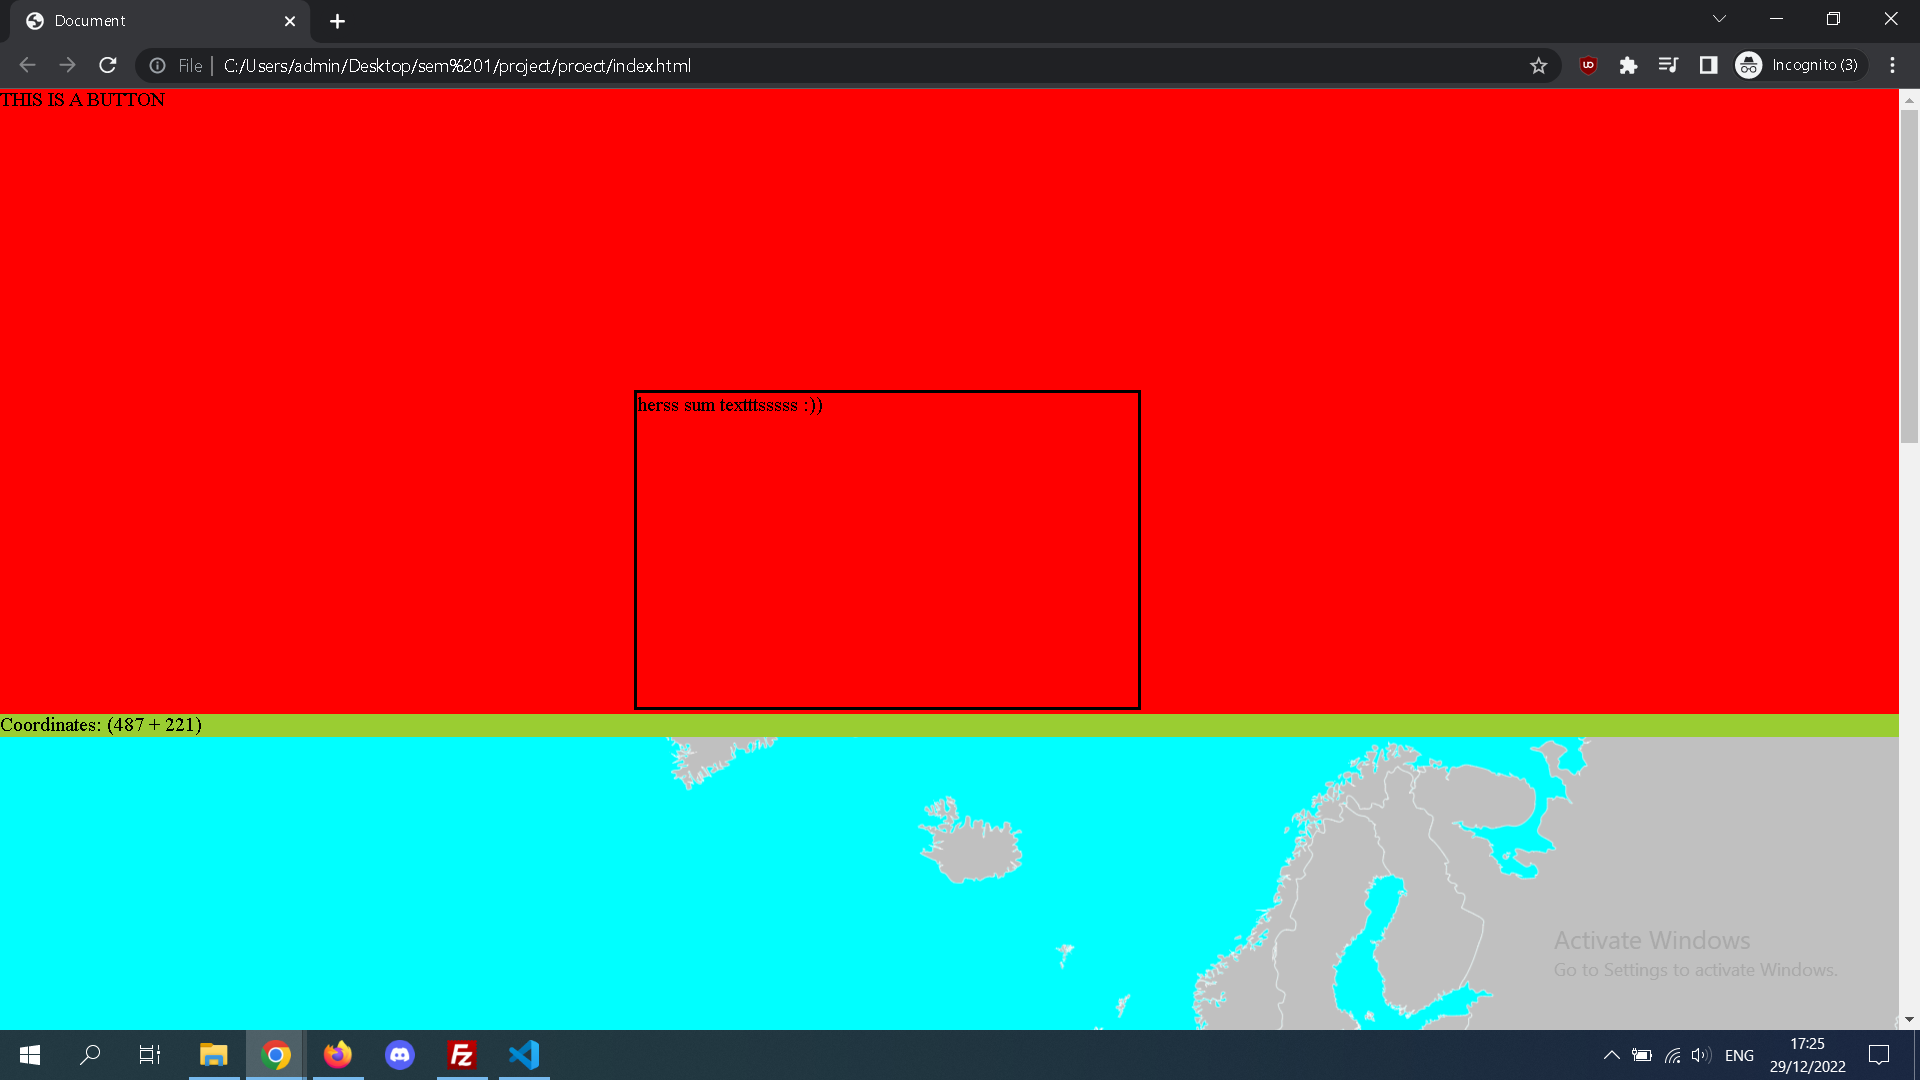 Document
File
C:/Users/admin/Desktop/sem%201/project/proect/index.html
Incognito (3)
THIS IS A BUTTON
herss sum textttsssss :))
Coordinates: (487 + 221)
Activate Windows
Go to Settings to activate Windows.
ENG
17:25
29/12/2022